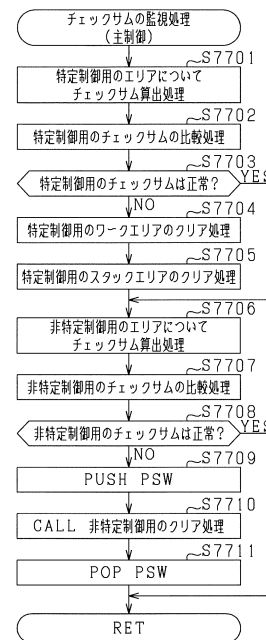 チェックサムの監視処理
(主制御)
S7701
特定制御用のエリアについて
チェックサム算出処理
S7702
特定制御用のチェックサムの比較処理
S7703
特定制御用のチェックサムは正常?
YES
NO
S7704
特定制御用のワークエリアのクリア処理
S7705
特定制御用のスタックエリアのクリア処理
S7706
非特定制御用のエリアについて
チェックサム算出処理
S7707
非特定制御用のチェックサムの比較処理
S7708
非特定制御用のチェックサムは正常?
YES
NO
S7709
PUSH PSW
S7710
CALL 非特定制御用のクリア処理
S7711
POP PSW
RET